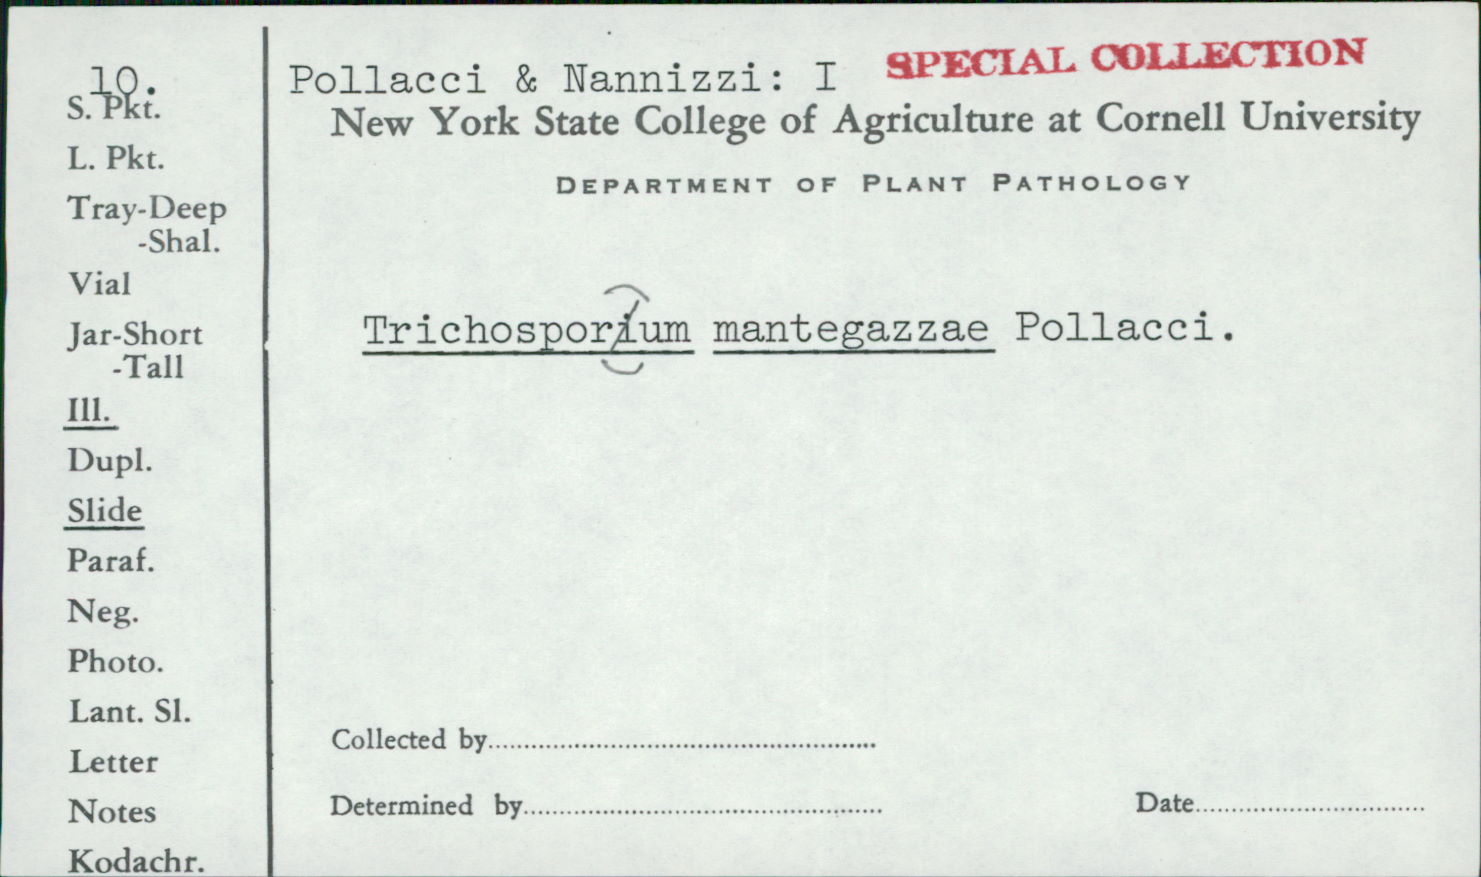 10.
S. Pkt.
L. Pkt.
Tray-Deep
-Shal.
Vial
Jar-Short
-Tall
Ill.
Dupl.
Slide
Paraf.
Neg.
Photo.
Lant. Sl.
Letter
Notes
Kodachr.
Pollacci & Nannizzi: I SPECIAL COLLECTION
New York State College of Agriculture at Cornell University
DEPARTMENT OF PLANT PATHOLOGY
Trichosporium mantegazzae Pollacci.
Collected by
Determined by Date